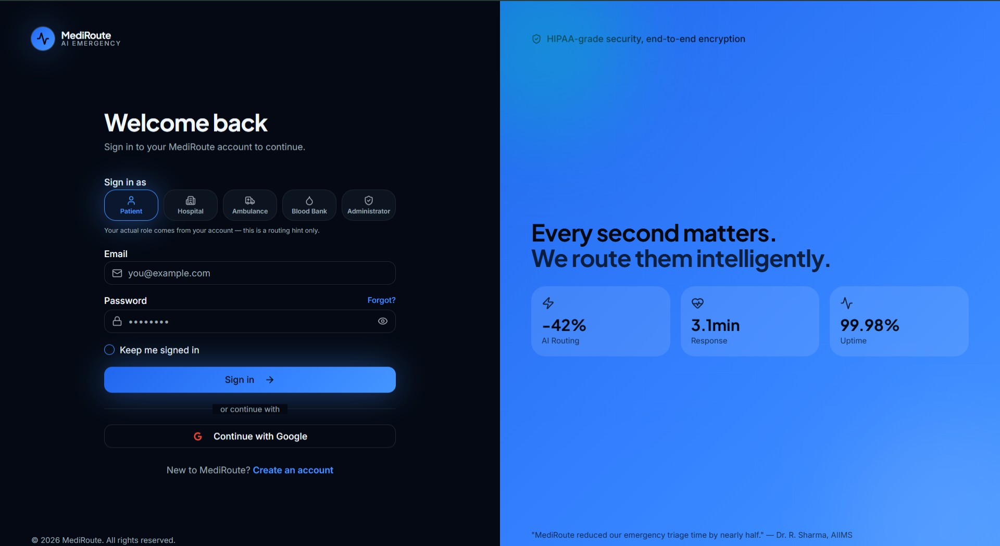 MediRoute
AI EMERGENCY
Welcome back
Sign in to your MediRoute account to continue.
Sign in as
Patient
Hospital
Ambulance
Blood Bank
Administrator
Your actual role comes from your account — this is a routing hint only.
Email
you@example.com
Password
Forgot?
••••••••
Keep me signed in
Sign in →
or continue with
G Continue with Google
New to MediRoute? Create an account
© 2026 MediRoute. All rights reserved.
HIPAA-grade security, end-to-end encryption
Every second matters.
We route them intelligently.
-42%
AI Routing
3.1min
Response
99.98%
Uptime
"MediRoute reduced our emergency triage time by nearly half." — Dr. R. Sharma, AIIMS